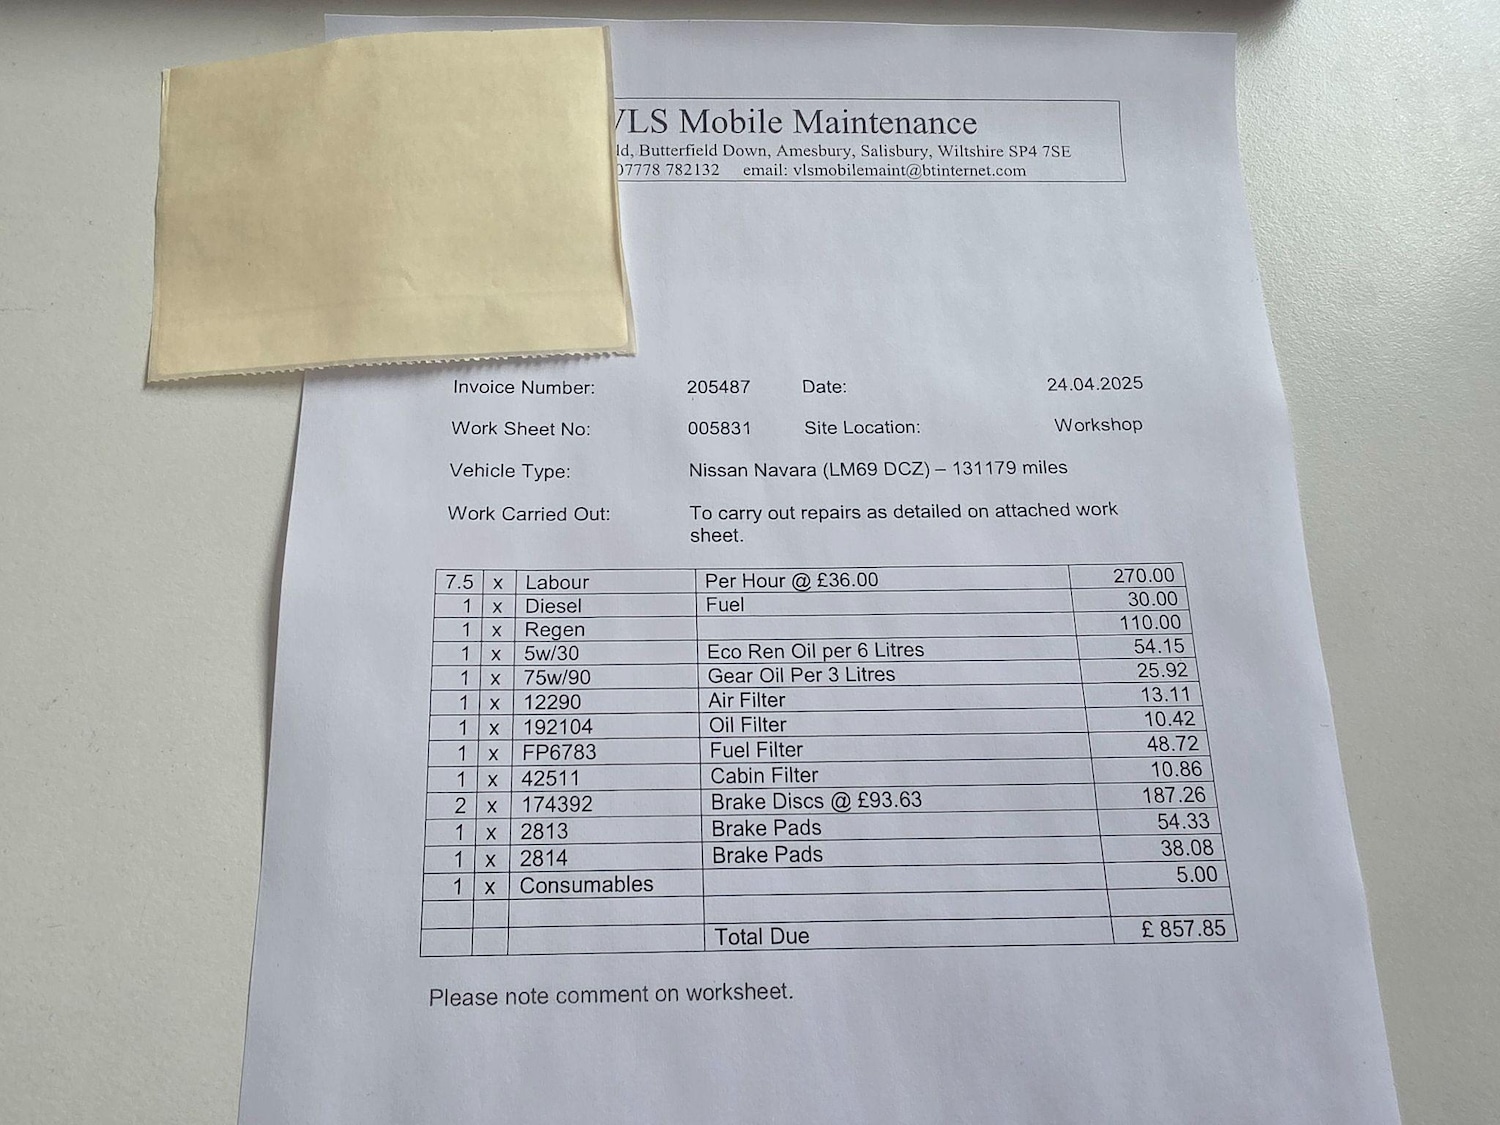 VLS Mobile Maintenance
Butterfield Down, Amesbury, Salisbury, Wiltshire SP4 7SE
07778 782132 email: vlsmobilemaint@btinternet.com
Invoice Number: 205487 Date: 24.04.2025
Work Sheet No: 005831 Site Location: Workshop
Vehicle Type: Nissan Navara (LM69 DCZ) – 131179 miles
Work Carried Out: To carry out repairs as detailed on attached work
sheet.
7.5 x Labour Per Hour @ £36.00 270.00
1 x Diesel Fuel 30.00
1 x Regen 110.00
1 x 5w/30 Eco Ren Oil per 6 Litres 54.15
1 x 75w/90 Gear Oil Per 3 Litres 25.92
1 x 12290 Air Filter 13.11
1 x 192104 Oil Filter 10.42
1 x FP6783 Fuel Filter 48.72
1 x 42511 Cabin Filter 10.86
2 x 174392 Brake Discs @ £93.63 187.26
1 x 2813 Brake Pads 54.33
1 x 2814 Brake Pads 38.08
1 x Consumables 5.00
Total Due £ 857.85
Please note comment on worksheet.